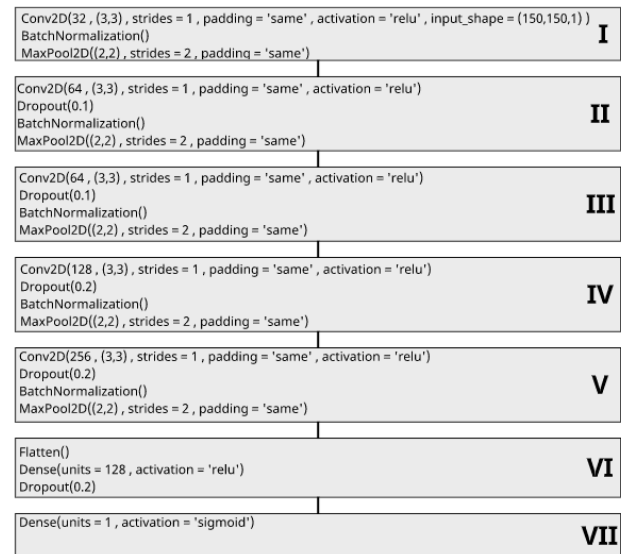 Conv2D(32 , (3,3) , strides = 1 , padding = 'same' , activation = 'relu' , input_shape = (150,150,1) )
BatchNormalization()
MaxPool2D((2,2) , strides = 2 , padding = 'same')
I
Conv2D(64 , (3,3) , strides = 1 , padding = 'same' , activation = 'relu')
Dropout(0.1)
BatchNormalization()
MaxPool2D((2,2) , strides = 2 , padding = 'same')
II
Conv2D(64 , (3,3) , strides = 1 , padding = 'same' , activation = 'relu')
Dropout(0.1)
BatchNormalization()
MaxPool2D((2,2) , strides = 2 , padding = 'same')
III
Conv2D(128 , (3,3) , strides = 1 , padding = 'same' , activation = 'relu')
Dropout(0.2)
BatchNormalization()
MaxPool2D((2,2) , strides = 2 , padding = 'same')
IV
Conv2D(256 , (3,3) , strides = 1 , padding = 'same' , activation = 'relu')
Dropout(0.2)
BatchNormalization()
MaxPool2D((2,2) , strides = 2 , padding = 'same')
V
Flatten()
Dense(units = 128 , activation = 'relu')
Dropout(0.2)
VI
Dense(units = 1 , activation = 'sigmoid')
VII